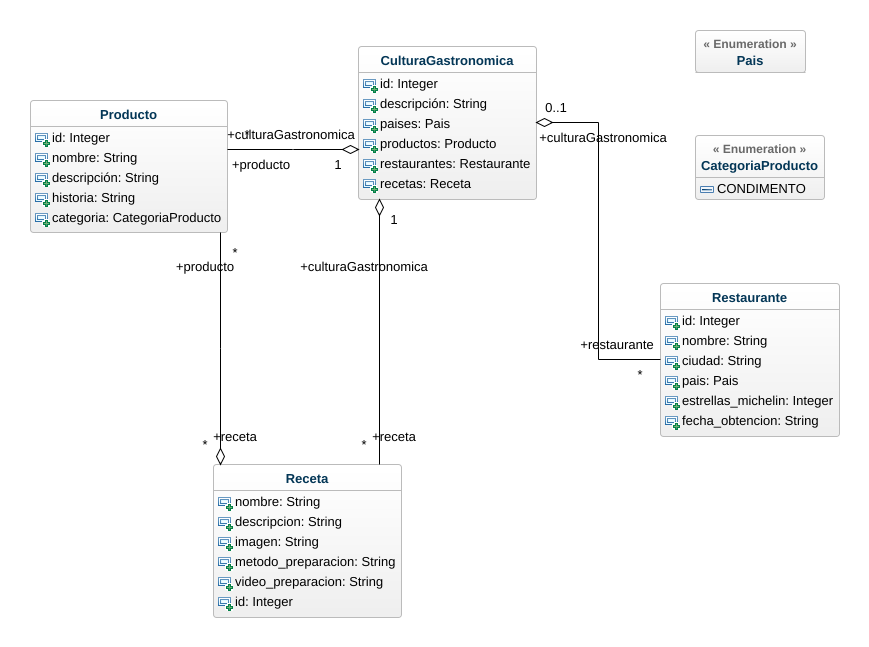 « Enumeration »
Pais
CulturaGastronomica
id: Integer
descripción: String
paises: Pais
productos: Producto
restaurantes: Restaurante
recetas: Receta
0..1
+culturaGastronomica
Producto
id: Integer
nombre: String
descripción: String
historia: String
categoria: CategoriaProducto
*
+culturaGastronomica
+producto
1
« Enumeration »
CategoriaProducto
CONDIMENTO
1
*
+producto
+culturaGastronomica
Restaurante
id: Integer
nombre: String
ciudad: String
pais: Pais
estrellas_michelin: Integer
fecha_obtencion: String
+restaurante
*
+receta
*
+receta
*
Receta
nombre: String
descripcion: String
imagen: String
metodo_preparacion: String
video_preparacion: String
id: Integer